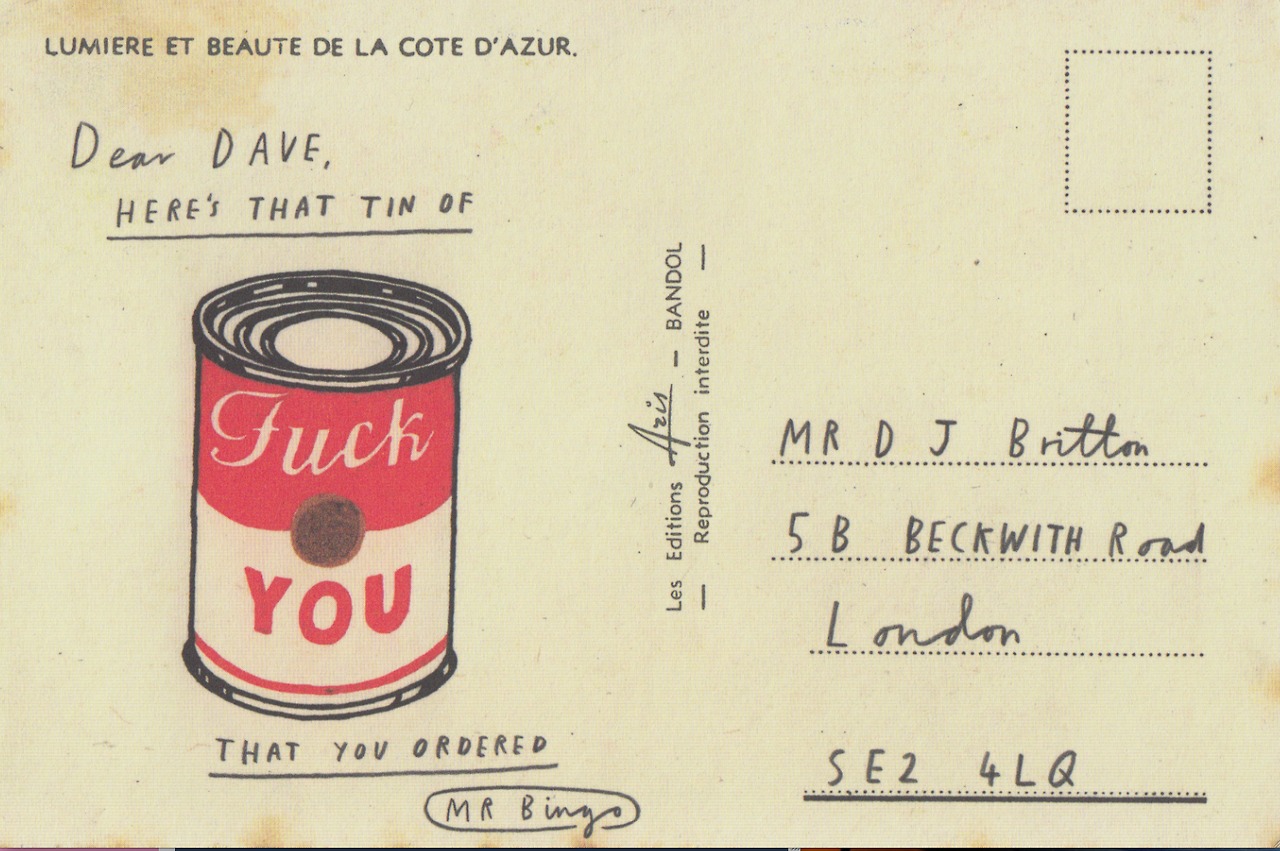 LUMIERE ET BEAUTE DE LA COTE D'AZUR.
Dear DAVE,
HERE'S THAT TIN OF
Fuck
YOU
THAT YOU ORDERED
MR Bingo
Les Editions Aris — BANDOL
— Reproduction interdite —
MR D J Britton
5 B BECKWITH Road
London
SE2 4LQ